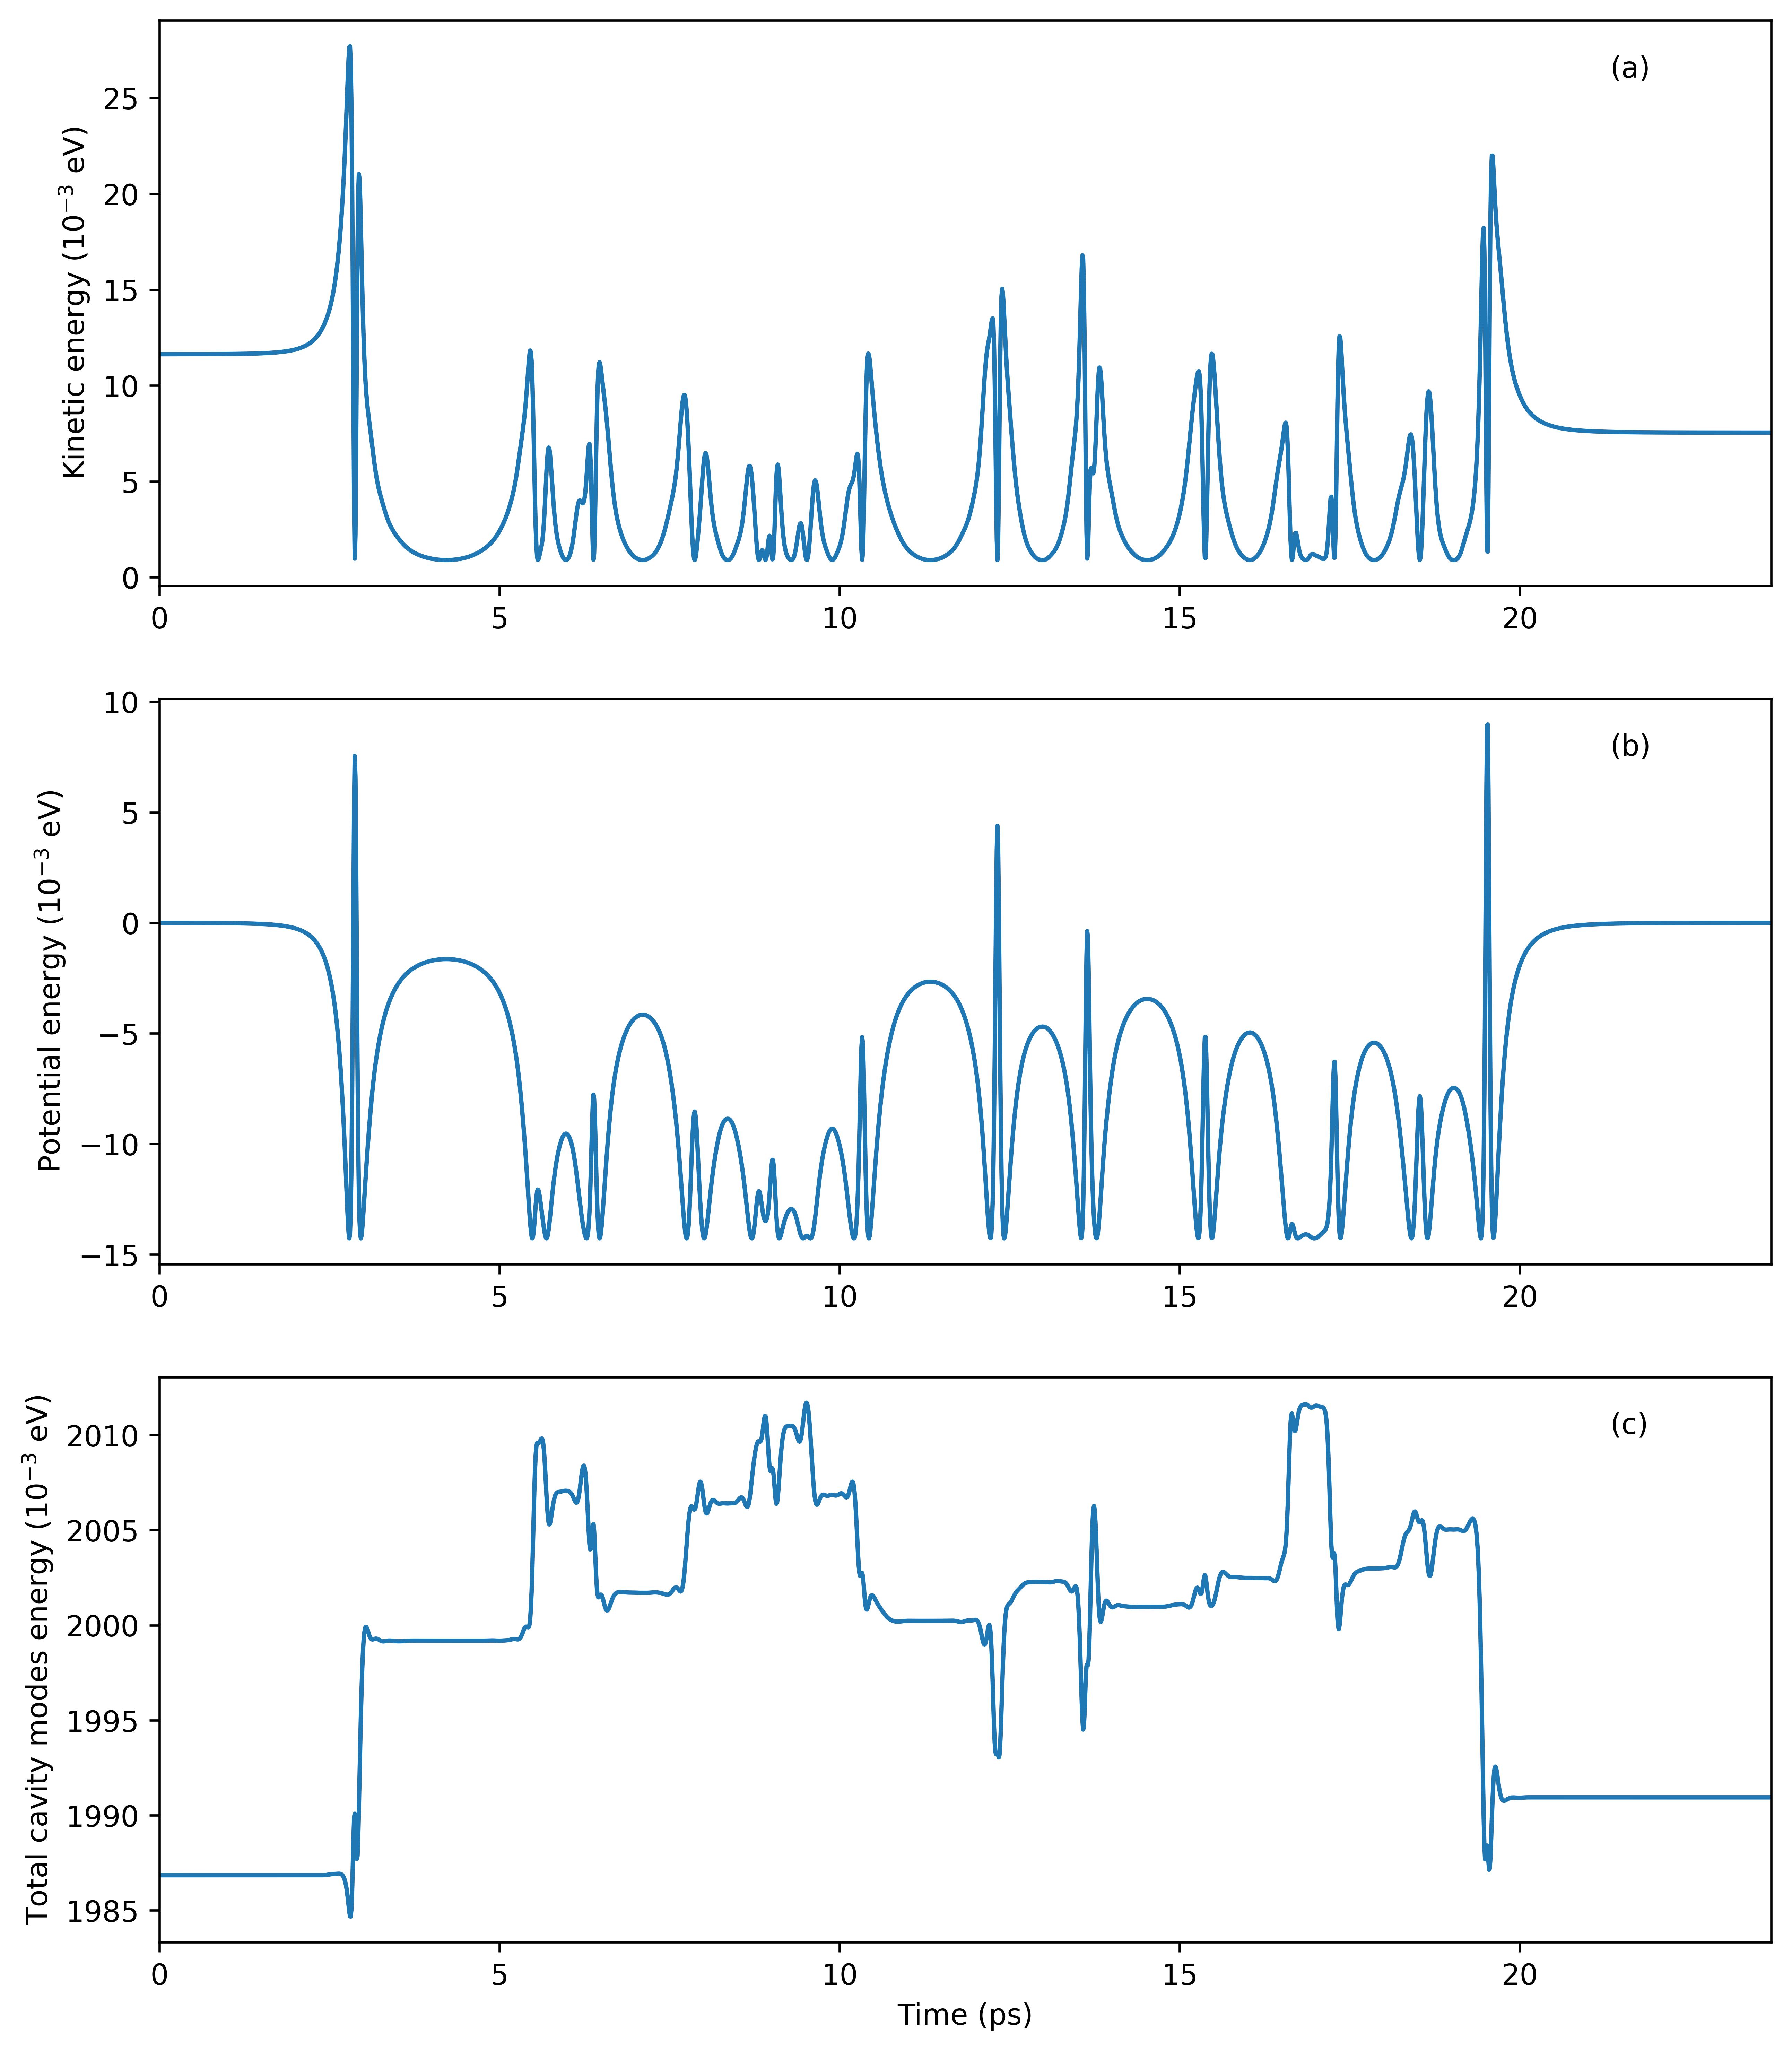 (a)
Kinetic energy (10⁻³ eV)
25
20
15
10
5
0
0 5 10 15 20
(b)
Potential energy (10⁻³ eV)
10
5
0
−5
−10
−15
0 5 10 15 20
(c)
Total cavity modes energy (10⁻³ eV)
2010
2005
2000
1995
1990
1985
0 5 10 15 20
Time (ps)